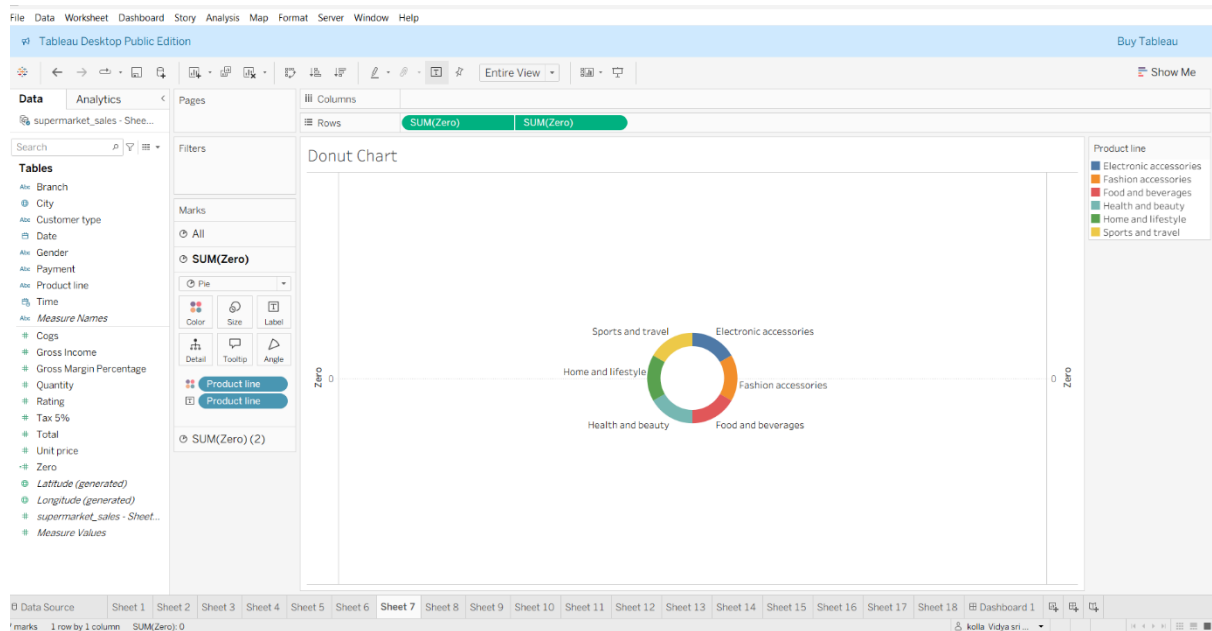 File Data Worksheet Dashboard Story Analysis Map Format Server Window Help
Tableau Desktop Public Edition
Buy Tableau
Entire View
Show Me
Data Analytics
supermarket_sales - Shee...
Search
Tables
Abc Branch
City
Abc Customer type
Date
Abc Gender
Abc Payment
Abc Product line
Time
Abc Measure Names
# Cogs
# Gross Income
# Gross Margin Percentage
# Quantity
# Rating
# Tax 5%
# Total
# Unit price
=# Zero
Latitude (generated)
Longitude (generated)
# supermarket_sales - Sheet...
# Measure Values
Pages
Filters
Marks
All
SUM(Zero)
Pie
Color Size Label
Detail Tooltip Angle
Product line
Product line
SUM(Zero) (2)
Columns
Rows SUM(Zero) SUM(Zero)
Donut Chart
Zero
0
Sports and travel
Electronic accessories
Home and lifestyle
Fashion accessories
Health and beauty
Food and beverages
0
Zero
Product line
Electronic accessories
Fashion accessories
Food and beverages
Health and beauty
Home and lifestyle
Sports and travel
Data Source Sheet 1 Sheet 2 Sheet 3 Sheet 4 Sheet 5 Sheet 6 Sheet 7 Sheet 8 Sheet 9 Sheet 10 Sheet 11 Sheet 12 Sheet 13 Sheet 14 Sheet 15 Sheet 16 Sheet 17 Sheet 18 Dashboard 1
marks 1 row by 1 column SUM(Zero): 0
kolla Vidya sri ...